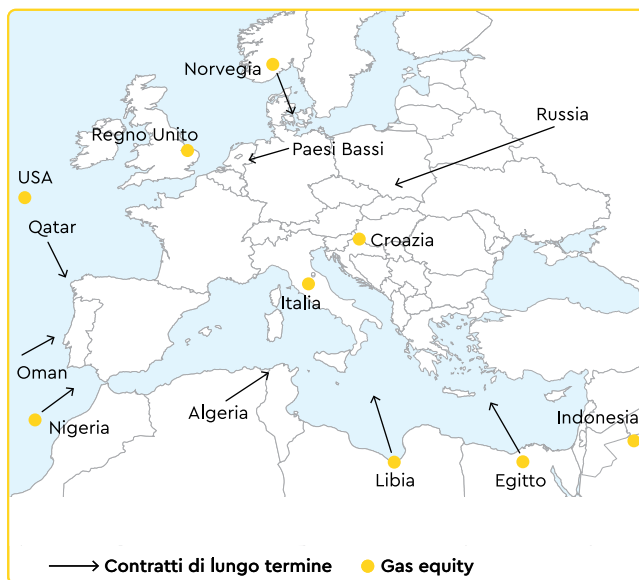 Norvegia
Russia
Regno Unito
Paesi Bassi
USA
Qatar
Croazia
Italia
Oman
Algeria
Indonesia
Nigeria
Libia
Egitto
Contratti di lungo termine
Gas equity